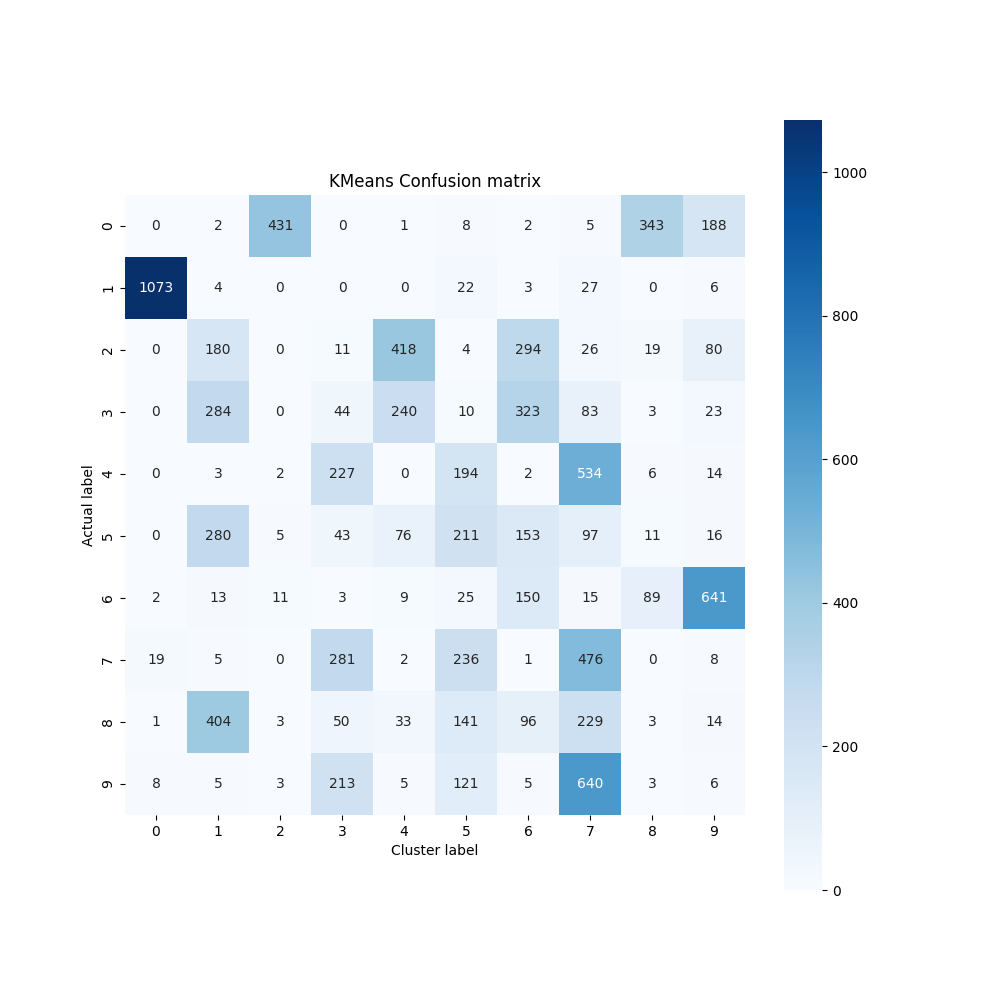 KMeans Confusion matrix
0 0 2 431 0 1 8 2 5 343 188
1 1073 4 0 0 0 22 3 27 0 6
2 0 180 0 11 418 4 294 26 19 80
3 0 284 0 44 240 10 323 83 3 23
4 0 3 2 227 0 194 2 534 6 14
5 0 280 5 43 76 211 153 97 11 16
6 2 13 11 3 9 25 150 15 89 641
7 19 5 0 281 2 236 1 476 0 8
8 1 404 3 50 33 141 96 229 3 14
9 8 5 3 213 5 121 5 640 3 6
0 1 2 3 4 5 6 7 8 9
Cluster label
Actual label
1000
800
600
400
200
0